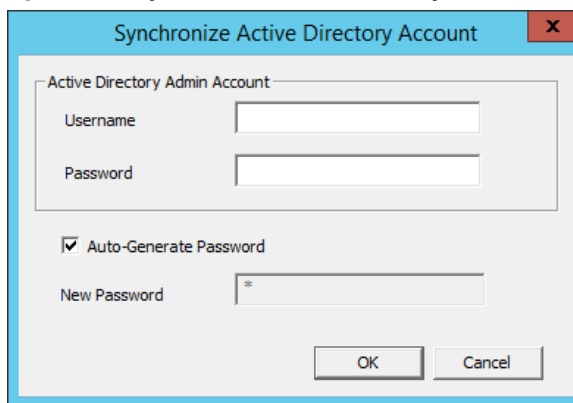 Synchronize Active Directory Account
x
Active Directory Admin Account
Username
Password
Auto-Generate Password
New Password
*
OK Cancel